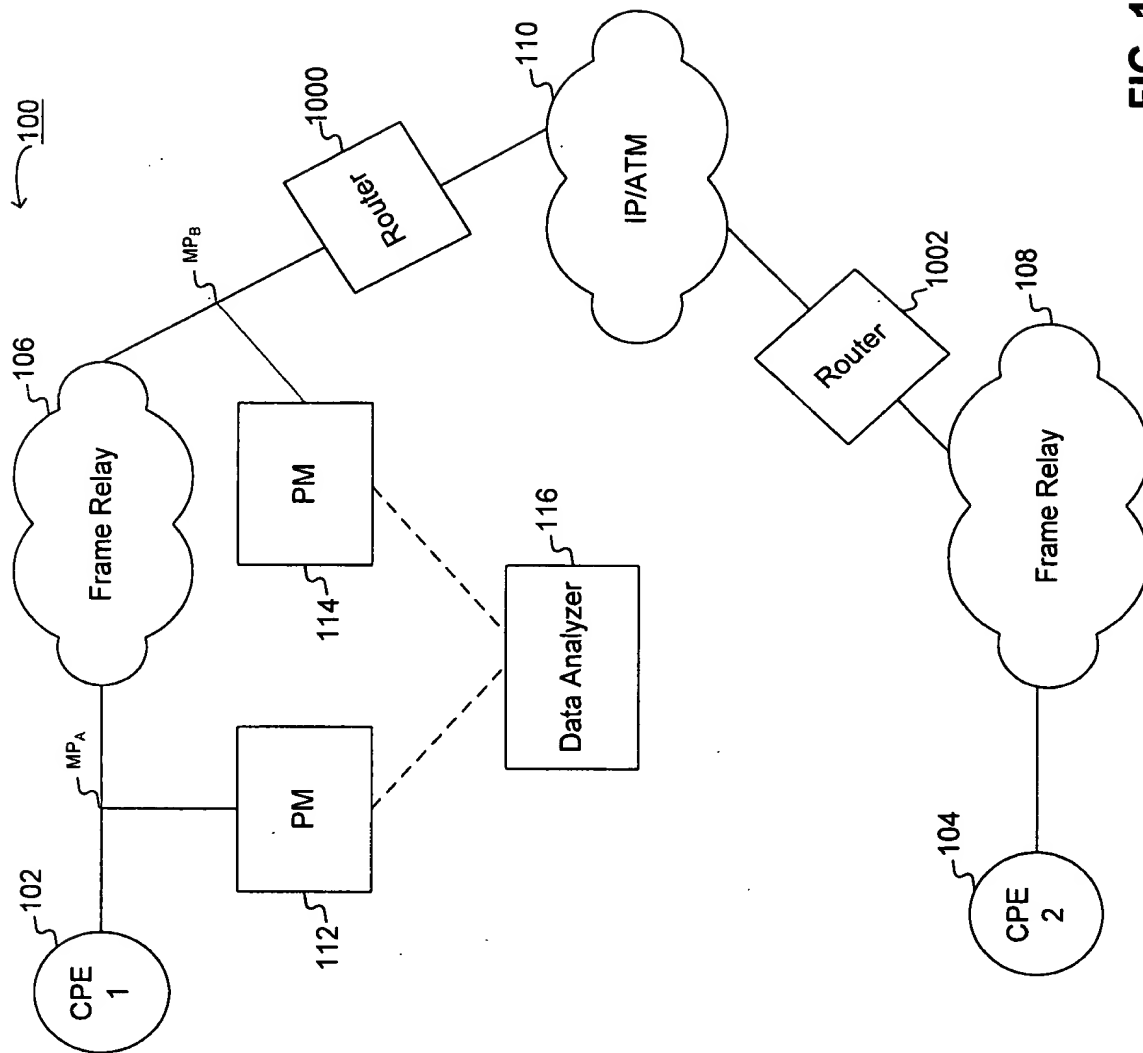 100
CPE
1
102
MP_A
PM
112
Frame Relay
106
PM
114
MP_B
Data Analyzer
116
Router
1000
IP/ATM
110
Router
1002
CPE
2
104
Frame Relay
108
FIG. 1